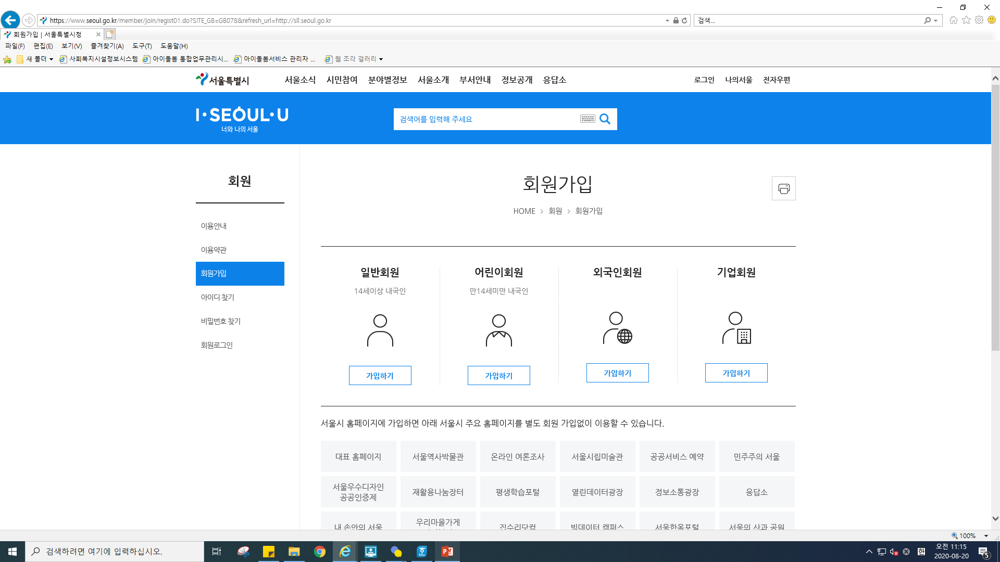 https://www.seoul.go.kr/member/join/regist01.do?SITE_GB=GB078&refresh_url=http://sll.seoul.go.kr
검색...
회원가입 | 서울특별시청
파일(F) 편집(E) 보기(V) 즐겨찾기(A) 도구(T) 도움말(H)
새 폴더 사회복지시설정보시스템 아이돌봄 통합업무관리시... 아이돌봄서비스 관리자 ... 웹 조각 갤러리
서울특별시 서울소식 시민참여 분야별정보 서울소개 부서안내 정보공개 응답소 로그인 나의서울 전자우편
I·SEOUL·U
너와 나의 서울
검색어를 입력해 주세요
회원
이용안내
이용약관
회원가입
아이디 찾기
비밀번호 찾기
회원로그인
회원가입
HOME > 회원 > 회원가입
일반회원
14세이상 내국인
가입하기
어린이회원
만14세미만 내국인
가입하기
외국인회원
가입하기
기업회원
가입하기
서울시 홈페이지에 가입하면 아래 서울시 주요 홈페이지를 별도 회원 가입없이 이용할 수 있습니다.
대표 홈페이지 서울역사박물관 온라인 여론조사 서울시립미술관 공공서비스 예약 민주주의 서울
서울우수디자인
공공인증제
재활용나눔장터 평생학습포털 열린데이터광장 정보소통광장 응답소
내 손안의 서울 우리마을가게 집수리닷컴 빅데이터 캠퍼스 서울한옥포털 서울의 산과 공원
100%
검색하려면 여기에 입력하십시오.
한
오전 11:15
2020-08-20
5